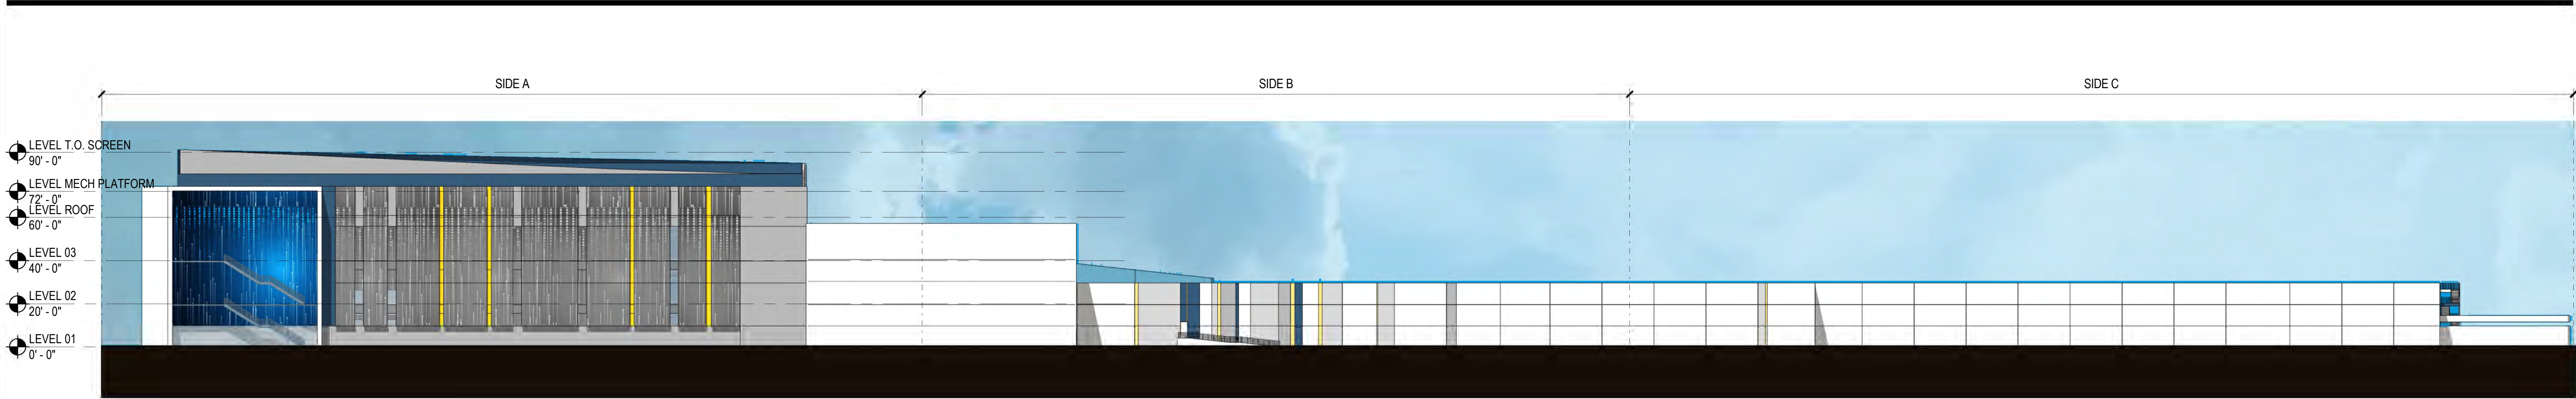 SIDE A
SIDE B
SIDE C
LEVEL T.O. SCREEN
90' - 0"
LEVEL MECH PLATFORM
72' - 0"
LEVEL ROOF
60' - 0"
LEVEL 03
40' - 0"
LEVEL 02
20' - 0"
LEVEL 01
0' - 0"